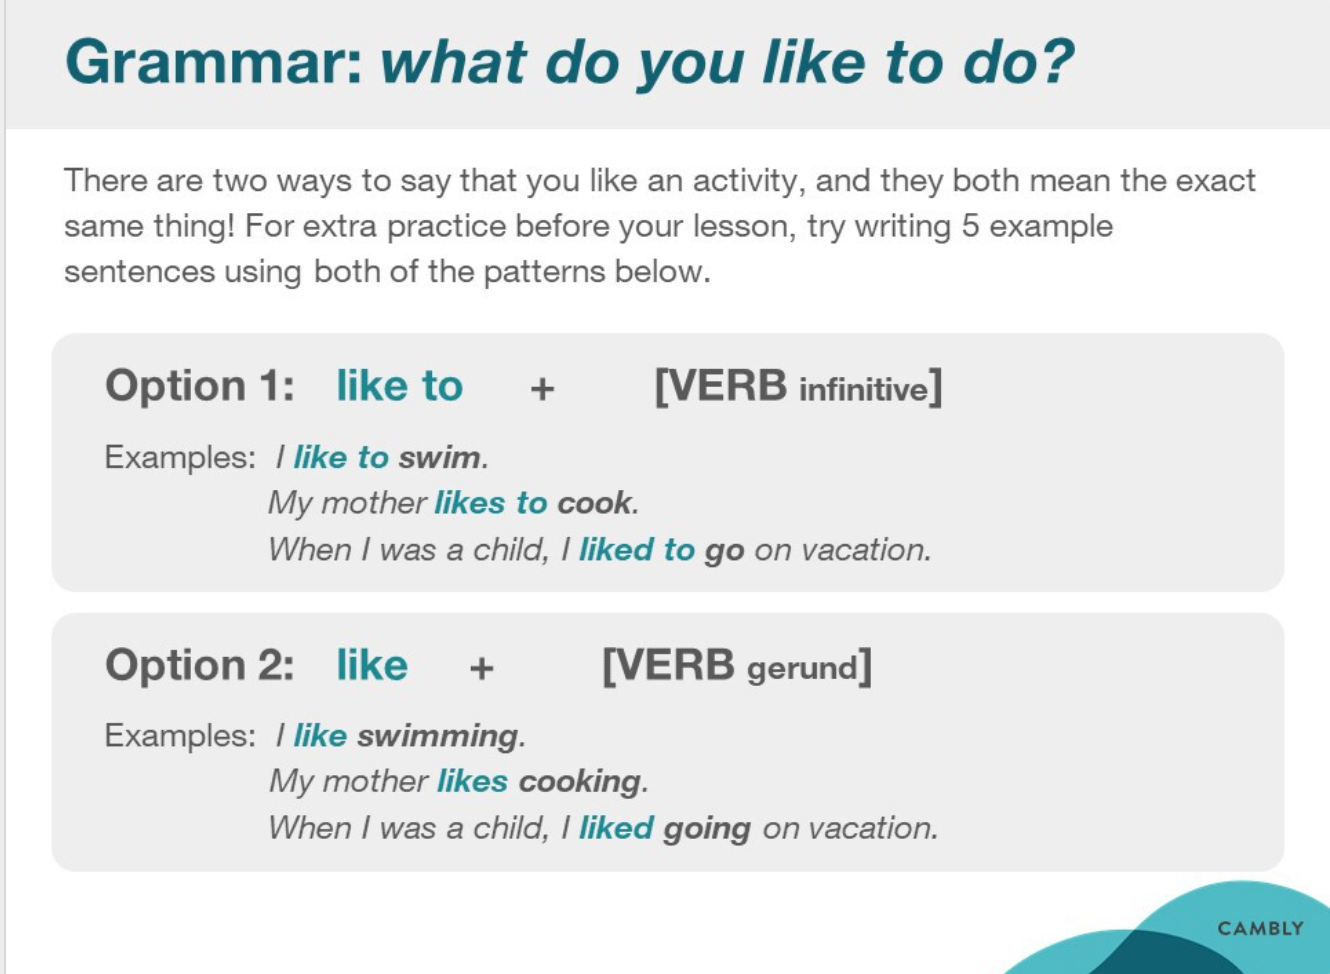 Grammar: what do you like to do?
There are two ways to say that you like an activity, and they both mean the exact
same thing! For extra practice before your lesson, try writing 5 example
sentences using both of the patterns below.
Option 1: like to + [VERB infinitive]
Examples: I like to swim.
My mother likes to cook.
When I was a child, I liked to go on vacation.
Option 2: like + [VERB gerund]
Examples: I like swimming.
My mother likes cooking.
When I was a child, I liked going on vacation.
CAMBLY